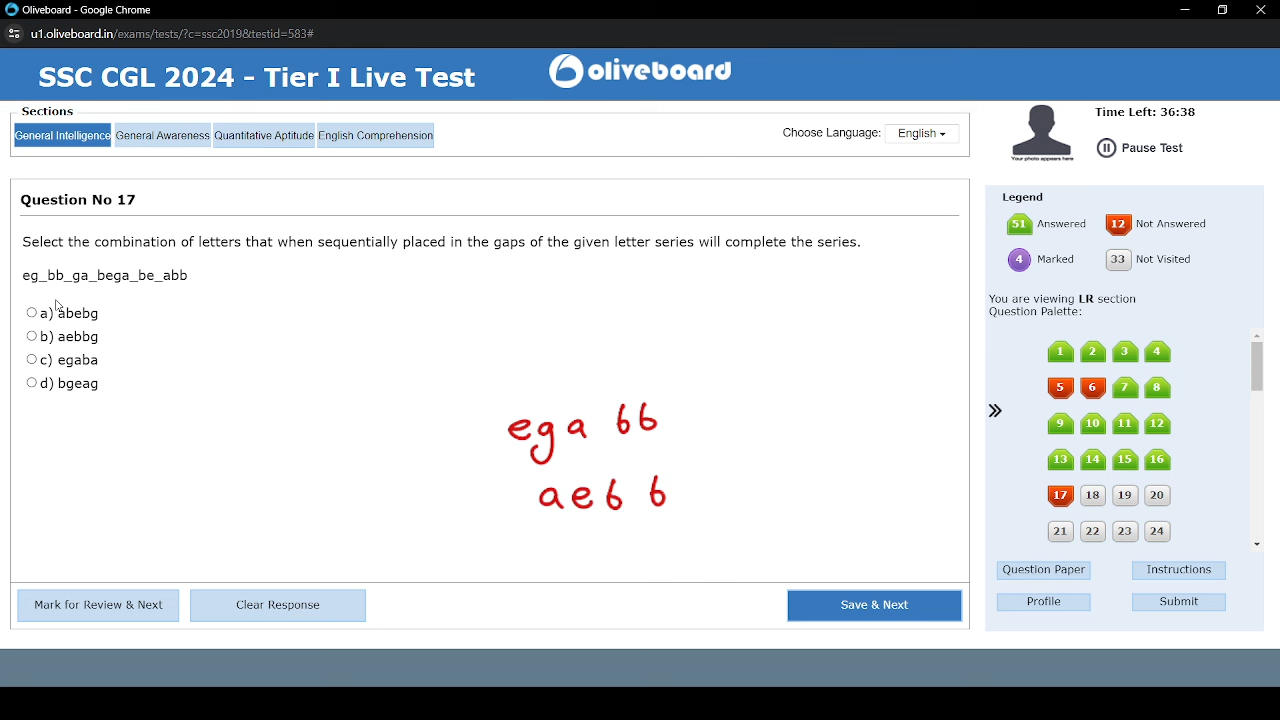 Oliveboard - Google Chrome
u1.oliveboard.in/exams/tests/?c=ssc2019&testid=583#
SSC CGL 2024 - Tier I Live Test
oliveboard
Sections
General Intelligence General Awareness Quantitative Aptitude English Comprehension
Choose Language: English
Your photo appears here
Time Left: 36:38
Pause Test
Question No 17
Select the combination of letters that when sequentially placed in the gaps of the given letter series will complete the series.
eg_bb_ga_bega_be_abb
a) abebg
b) aebbg
c) egaba
d) bgeag
ega bb
aeb b
Mark for Review & Next
Clear Response
Save & Next
Legend
51 Answered 12 Not Answered
4 Marked 33 Not Visited
You are viewing LR section
Question Palette:
1 2 3 4
5 6 7 8
9 10 11 12
13 14 15 16
17 18 19 20
21 22 23 24
Question Paper Instructions
Profile Submit